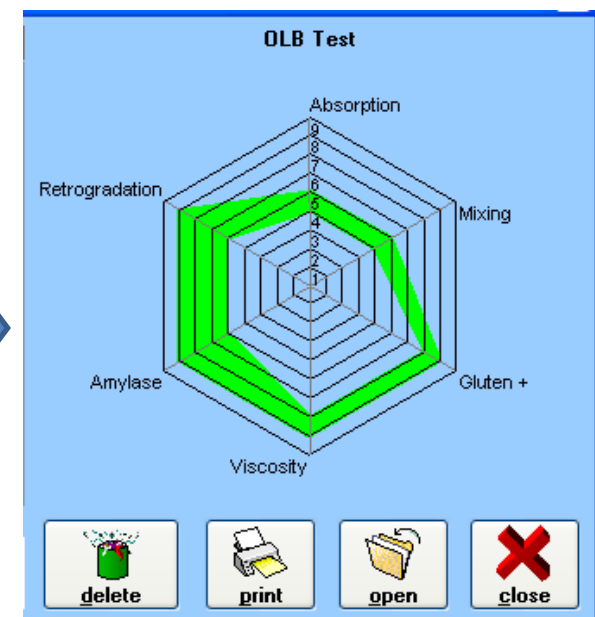 OLB Test
Absorption
9
8
7
6
5
4
3
2
1
Retrogradation
Mixing
Amylase
Gluten +
Viscosity
delete
print
open
close